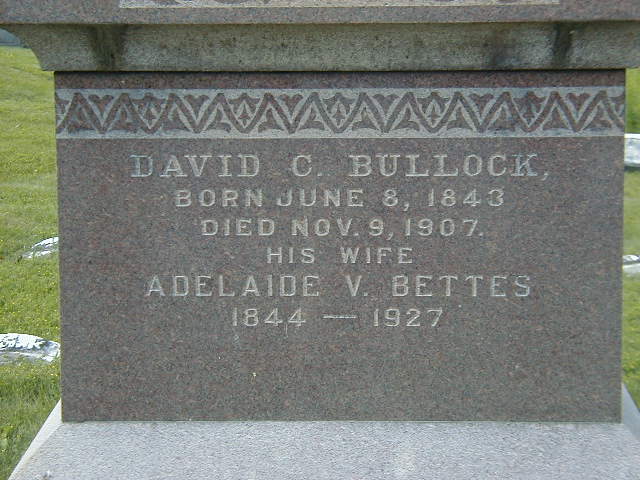 DAVID C. BULLOCK,
BORN JUNE 8, 1843
DIED NOV. 9, 1907.
HIS WIFE
ADELAIDE V. BETTES
1844 — 1927